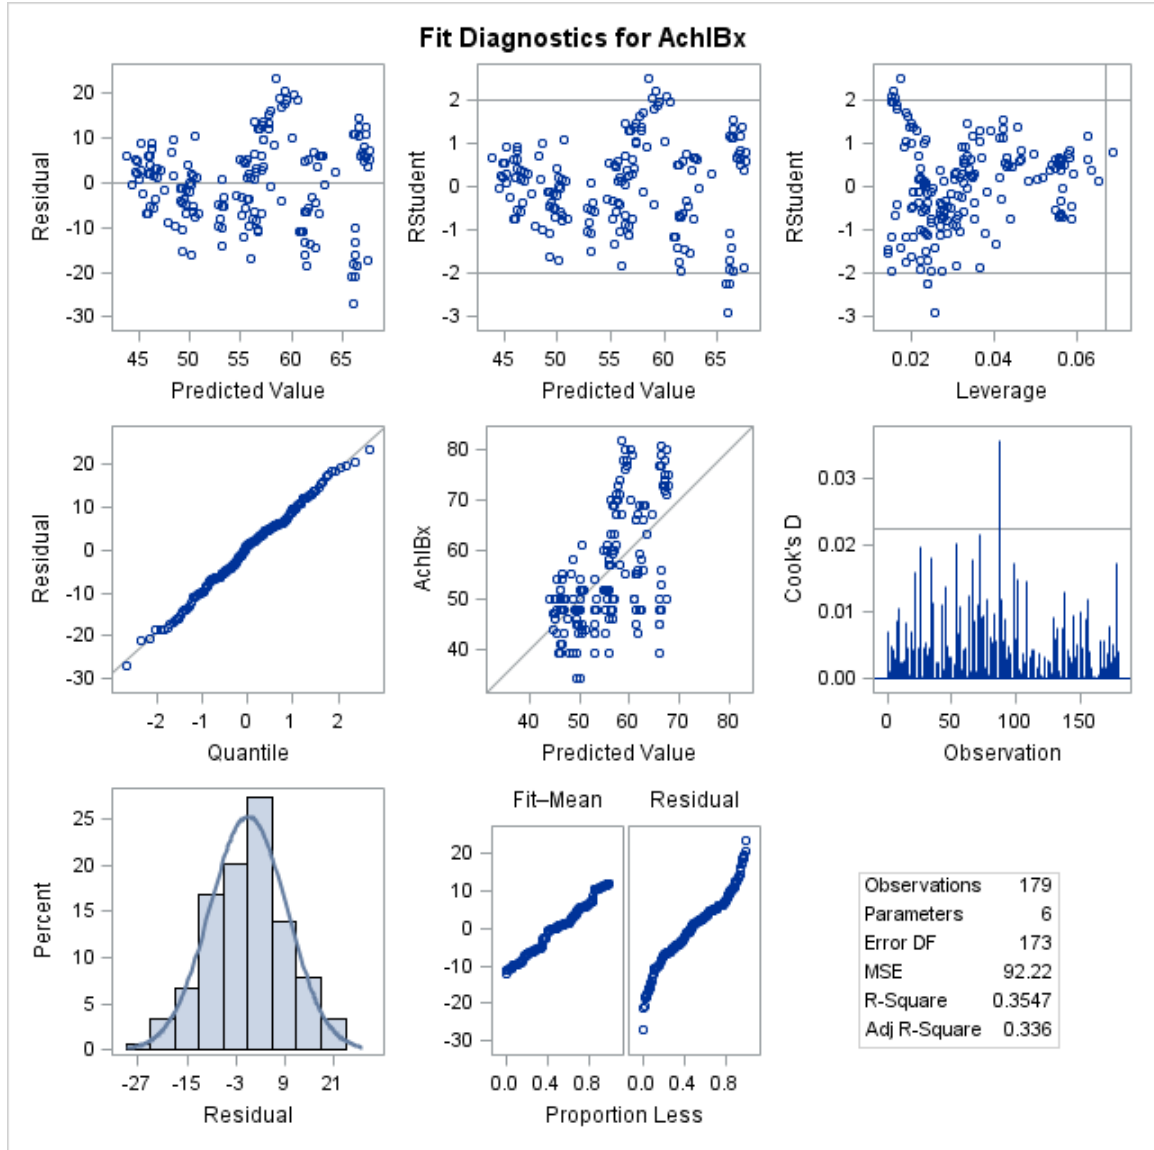 Fit Diagnostics for AchIBx
20
10
0
-10
-20
-30
Residual
45 50 55 60 65
Predicted Value
2
1
0
-1
-2
-3
RStudent
45 50 55 60 65
Predicted Value
2
1
0
-1
-2
-3
RStudent
0.02 0.04 0.06
Leverage
20
10
0
-10
-20
-30
Residual
-2 -1 0 1 2
Quantile
80
70
60
50
40
AchIBx
40 50 60 70 80
Predicted Value
0.03
0.02
0.01
0.00
Cook's D
0 50 100 150
Observation
25
20
15
10
5
0
Percent
-27 -15 -3 9 21
Residual
Fit–Mean Residual
20
10
0
-10
-20
-30
0.0 0.4 0.8 0.0 0.4 0.8
Proportion Less
Observations 179
Parameters 6
Error DF 173
MSE 92.22
R-Square 0.3547
Adj R-Square 0.336